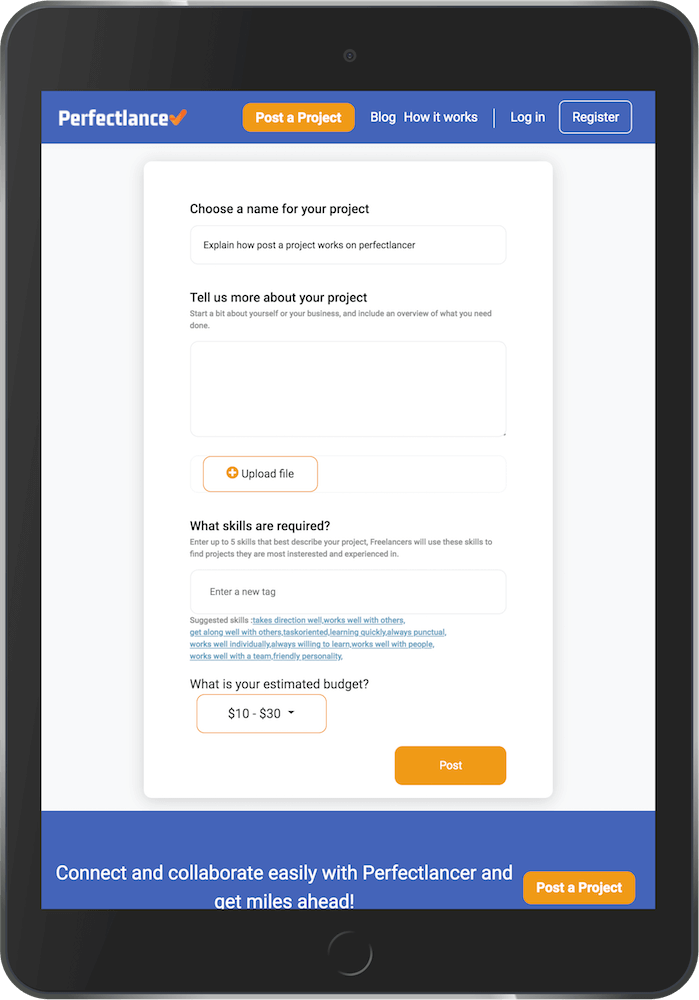 Perfectlance
Post a Project
Blog
How it works
Log in
Register
Choose a name for your project
Explain how post a project works on perfectlancer
Tell us more about your project
Start a bit about yourself or your business, and include an overview of what you need
done.
Upload file
What skills are required?
Enter up to 5 skills that best describe your project, Freelancers will use these skills to
find projects they are most insterested and experienced in.
Enter a new tag
Suggested skills :takes direction well,works well with others,
get along well with others,taskoriented,learning quickly,always punctual,
works well individually,always willing to learn,works well with people,
works well with a team,friendly personality,
What is your estimated budget?
$10 - $30
Post
Connect and collaborate easily with Perfectlancer and
get miles ahead!
Post a Project